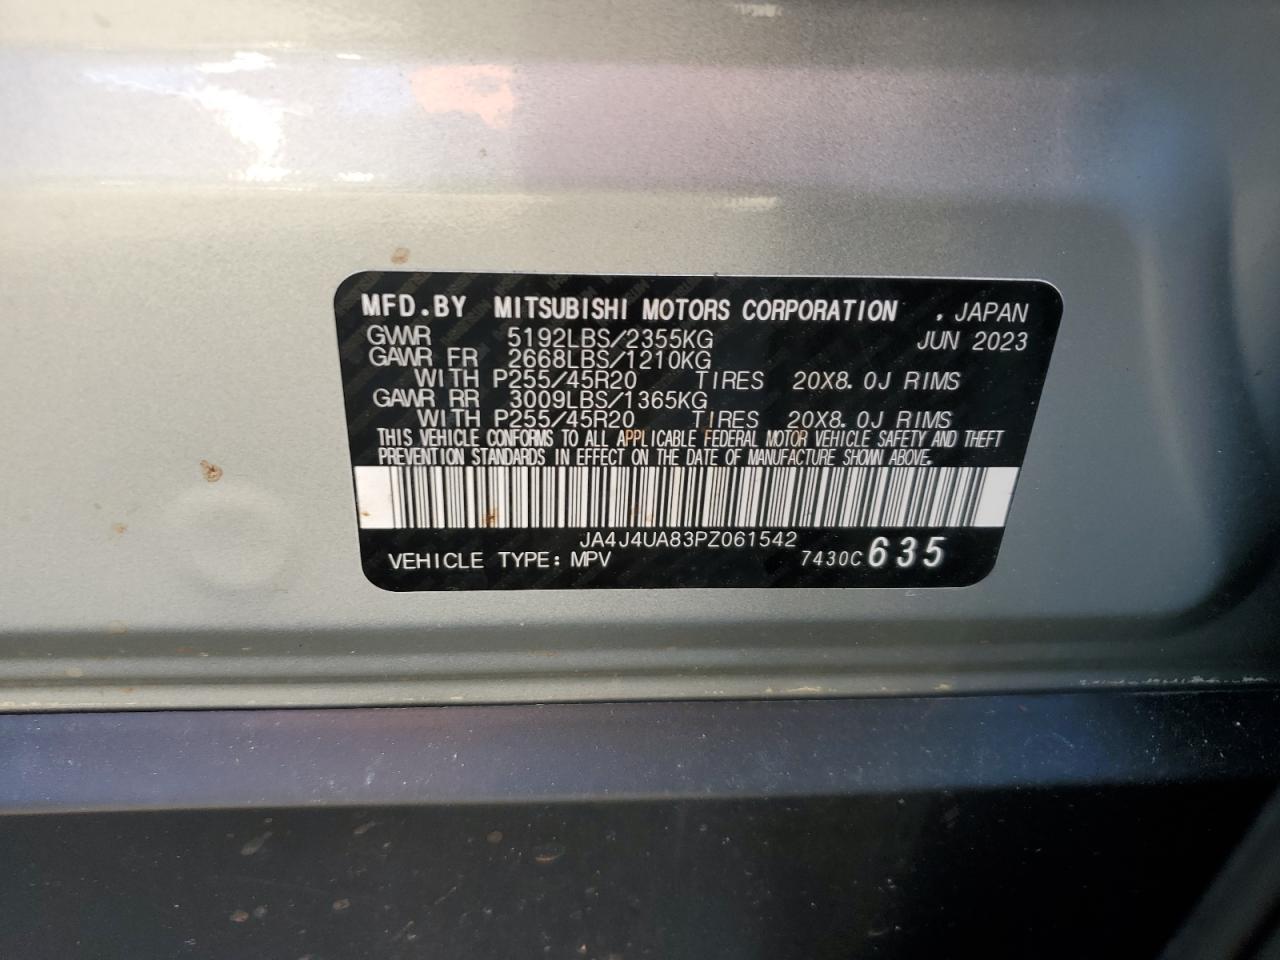 MFD.BY MITSUBISHI MOTORS CORPORATION . JAPAN
GVWR 5192LBS/2355KG JUN 2023
GAWR FR 2668LBS/1210KG
WITH P255/45R20 TIRES 20X8.0J RIMS
GAWR RR 3009LBS/1365KG
WITH P255/45R20 TIRES 20X8.0J RIMS
THIS VEHICLE CONFORMS TO ALL APPLICABLE FEDERAL MOTOR VEHICLE SAFETY AND THEFT
PREVENTION STANDARDS IN EFFECT ON THE DATE OF MANUFACTURE SHOWN ABOVE.
JA4J4UA83PZ061542
VEHICLE TYPE: MPV 7430C 635